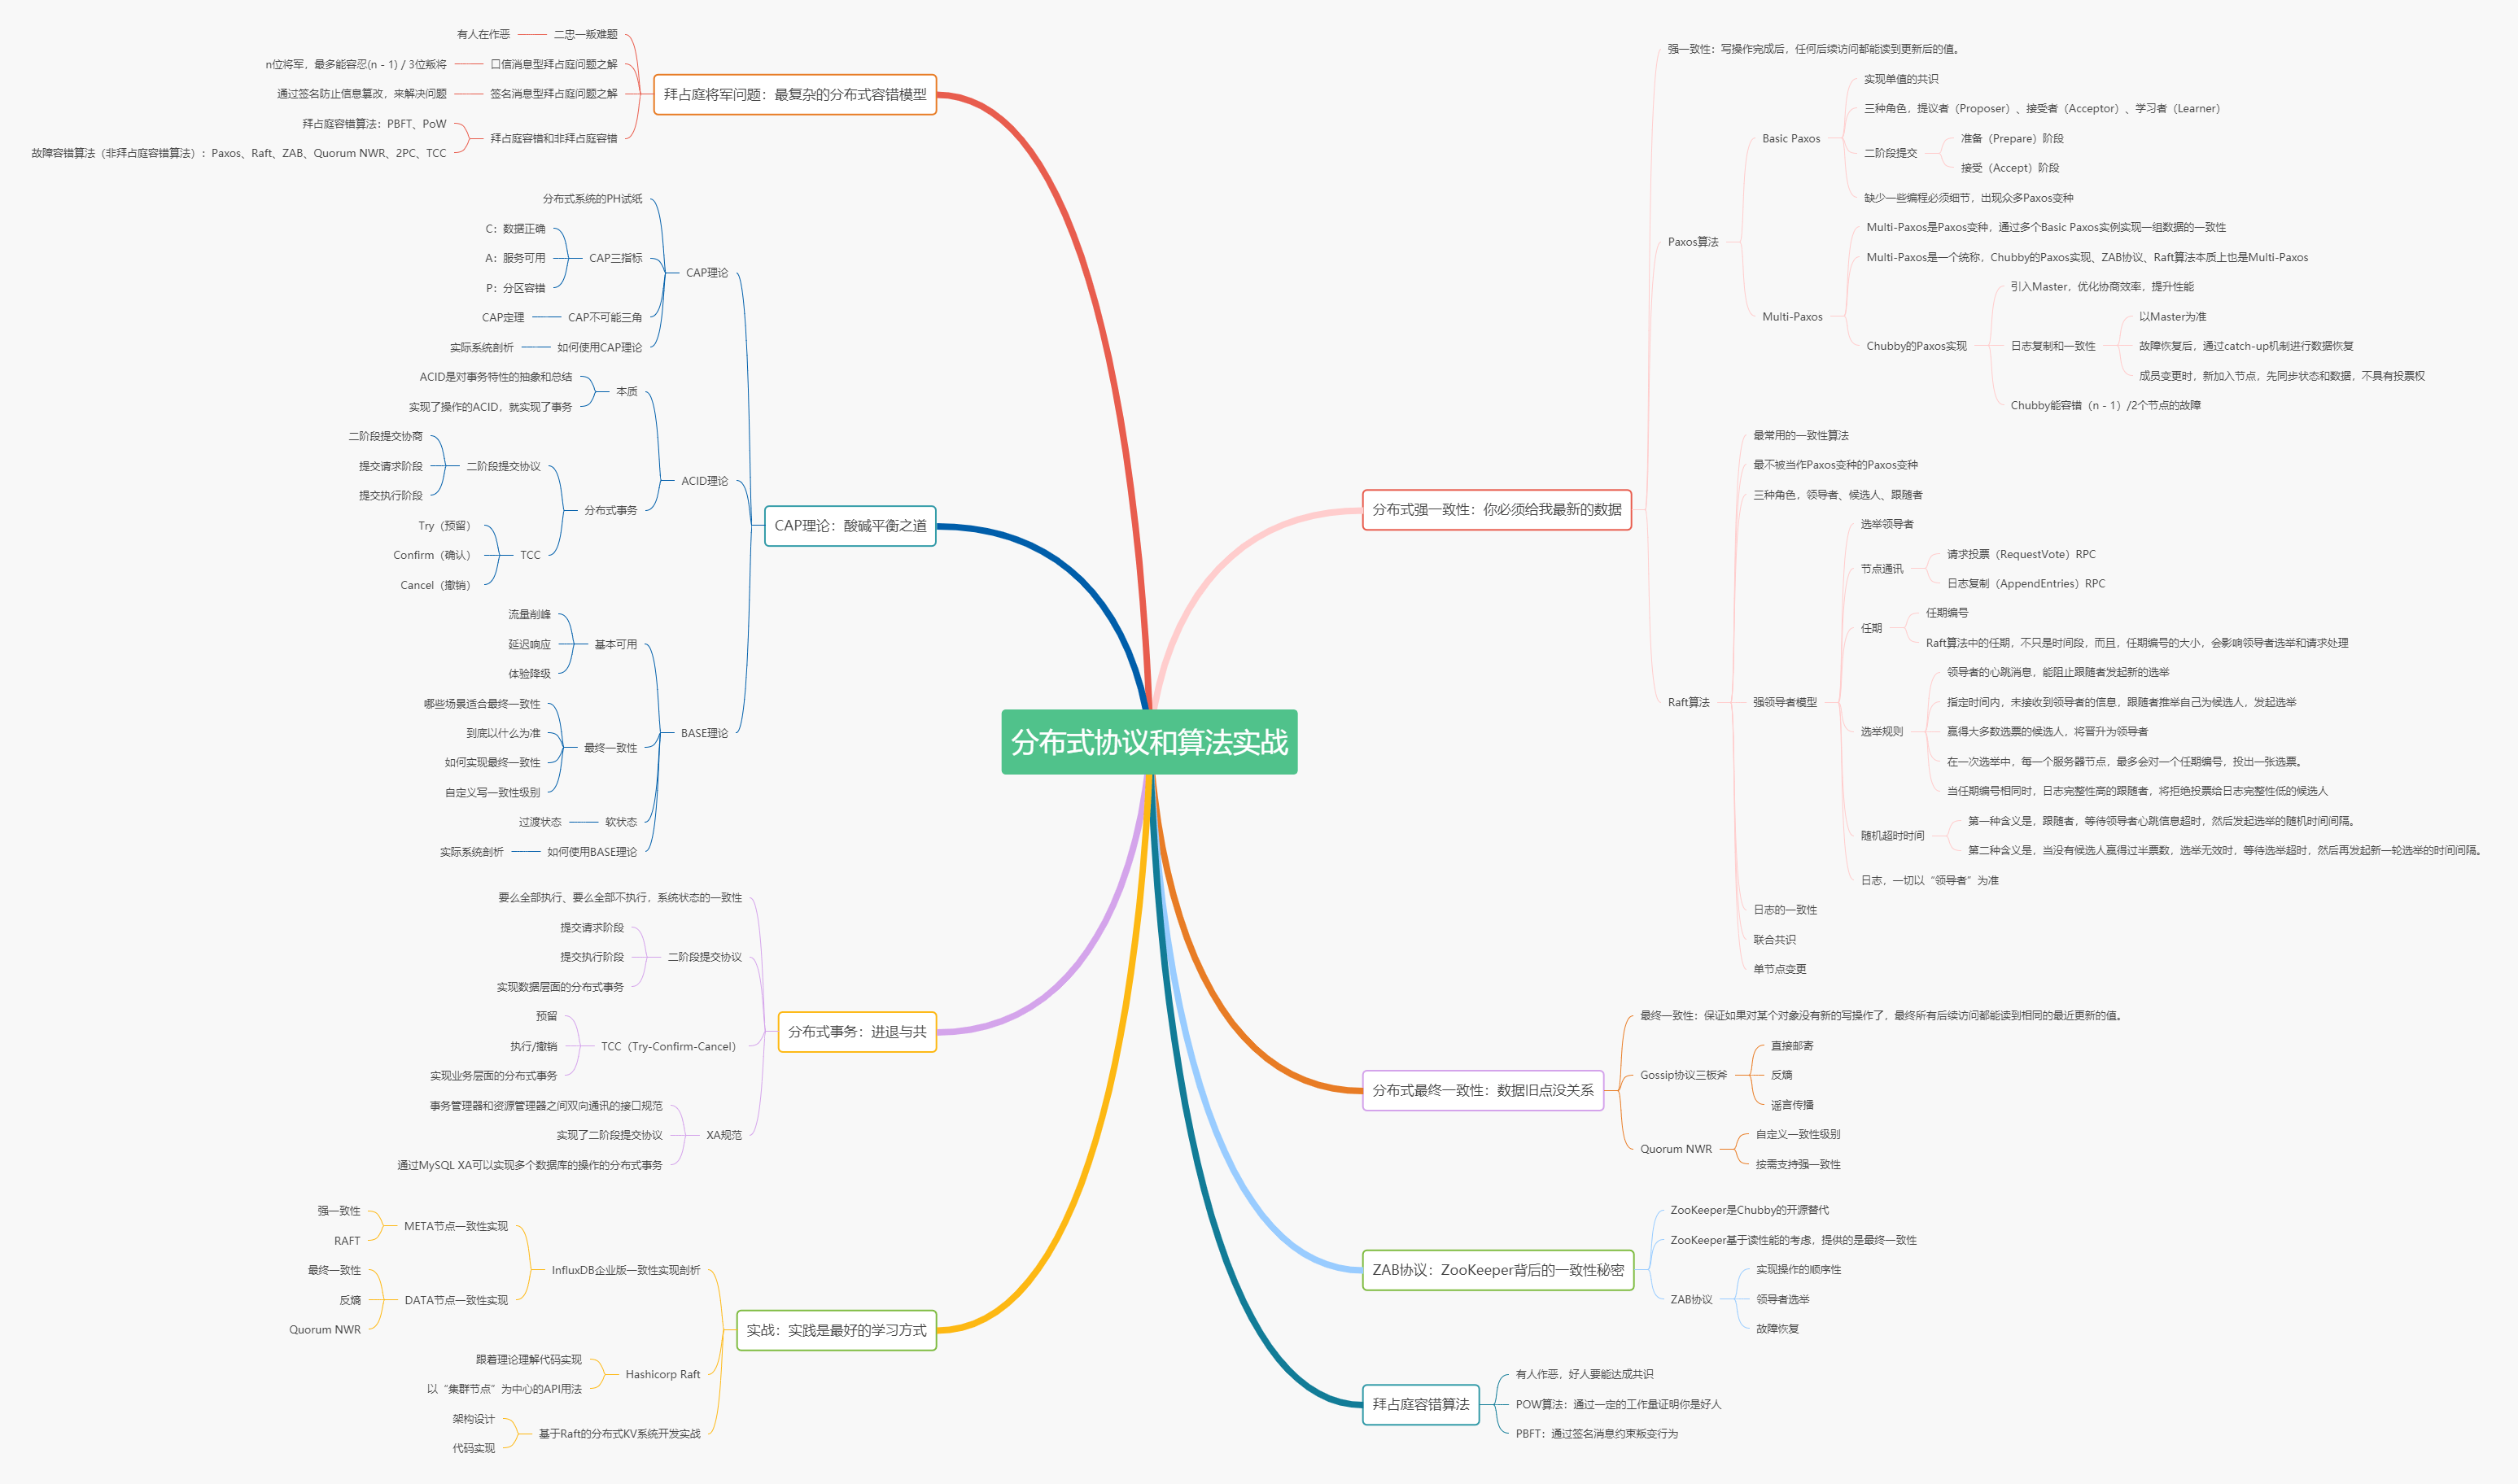 分布式协议和算法实战
拜占庭将军问题：最复杂的分布式容错模型
二忠一叛难题
有人在作恶
口信消息型拜占庭问题之解
n位将军，最多能容忍(n - 1) / 3位叛将
签名消息型拜占庭问题之解
通过签名防止信息篡改，来解决问题
拜占庭容错和非拜占庭容错
拜占庭容错算法：PBFT、PoW
故障容错算法（非拜占庭容错算法）：Paxos、Raft、ZAB、Quorum NWR、2PC、TCC
CAP理论：酸碱平衡之道
CAP理论
分布式系统的PH试纸
CAP三指标
C：数据正确
A：服务可用
P：分区容错
CAP不可能三角
CAP定理
如何使用CAP理论
实际系统剖析
ACID理论
本质
ACID是对事务特性的抽象和总结
实现了操作的ACID，就实现了事务
分布式事务
二阶段提交协议
二阶段提交协商
提交请求阶段
提交执行阶段
TCC
Try（预留）
Confirm（确认）
Cancel（撤销）
BASE理论
基本可用
流量削峰
延迟响应
体验降级
最终一致性
哪些场景适合最终一致性
到底以什么为准
如何实现最终一致性
自定义写一致性级别
软状态
过渡状态
如何使用BASE理论
实际系统剖析
分布式事务：进退与共
要么全部执行、要么全部不执行，系统状态的一致性
二阶段提交协议
提交请求阶段
提交执行阶段
实现数据层面的分布式事务
TCC（Try-Confirm-Cancel）
预留
执行/撤销
实现业务层面的分布式事务
XA规范
事务管理器和资源管理器之间双向通讯的接口规范
实现了二阶段提交协议
通过MySQL XA可以实现多个数据库的操作的分布式事务
实战：实践是最好的学习方式
InfluxDB企业版一致性实现剖析
META节点一致性实现
强一致性
RAFT
DATA节点一致性实现
最终一致性
反熵
Quorum NWR
Hashicorp Raft
跟着理论理解代码实现
以“集群节点”为中心的API用法
基于Raft的分布式KV系统开发实战
架构设计
代码实现
分布式强一致性：你必须给我最新的数据
强一致性：写操作完成后，任何后续访问都能读到更新后的值。
Paxos算法
Basic Paxos
实现单值的共识
三种角色，提议者（Proposer）、接受者（Acceptor）、学习者（Learner）
二阶段提交
准备（Prepare）阶段
接受（Accept）阶段
缺少一些编程必须细节，出现众多Paxos变种
Multi-Paxos
Multi-Paxos是Paxos变种，通过多个Basic Paxos实例实现一组数据的一致性
Multi-Paxos是一个统称，Chubby的Paxos实现、ZAB协议、Raft算法本质上也是Multi-Paxos
Chubby的Paxos实现
引入Master，优化协商效率，提升性能
日志复制和一致性
以Master为准
故障恢复后，通过catch-up机制进行数据恢复
成员变更时，新加入节点，先同步状态和数据，不具有投票权
Chubby能容错（n - 1）/2个节点的故障
Raft算法
最常用的一致性算法
最不被当作Paxos变种的Paxos变种
三种角色，领导者、候选人、跟随者
强领导者模型
选举领导者
节点通讯
请求投票（RequestVote）RPC
日志复制（AppendEntries）RPC
任期
任期编号
Raft算法中的任期，不只是时间段，而且，任期编号的大小，会影响领导者选举和请求处理
选举规则
领导者的心跳消息，能阻止跟随者发起新的选举
指定时间内，未接收到领导者的信息，跟随者推举自己为候选人，发起选举
赢得大多数选票的候选人，将晋升为领导者
在一次选举中，每一个服务器节点，最多会对一个任期编号，投出一张选票。
当任期编号相同时，日志完整性高的跟随者，将拒绝投票给日志完整性低的候选人
随机超时时间
第一种含义是，跟随者，等待领导者心跳信息超时，然后发起选举的随机时间间隔。
第二种含义是，当没有候选人赢得过半票数，选举无效时，等待选举超时，然后再发起新一轮选举的时间间隔。
日志，一切以“领导者”为准
日志的一致性
联合共识
单节点变更
分布式最终一致性：数据旧点没关系
最终一致性：保证如果对某个对象没有新的写操作了，最终所有后续访问都能读到相同的最近更新的值。
Gossip协议三板斧
直接邮寄
反熵
谣言传播
Quorum NWR
自定义一致性级别
按需支持强一致性
ZAB协议：ZooKeeper背后的一致性秘密
ZooKeeper是Chubby的开源替代
ZooKeeper基于读性能的考虑，提供的是最终一致性
ZAB协议
实现操作的顺序性
领导者选举
故障恢复
拜占庭容错算法
有人作恶，好人要能达成共识
POW算法：通过一定的工作量证明你是好人
PBFT：通过签名消息约束叛变行为